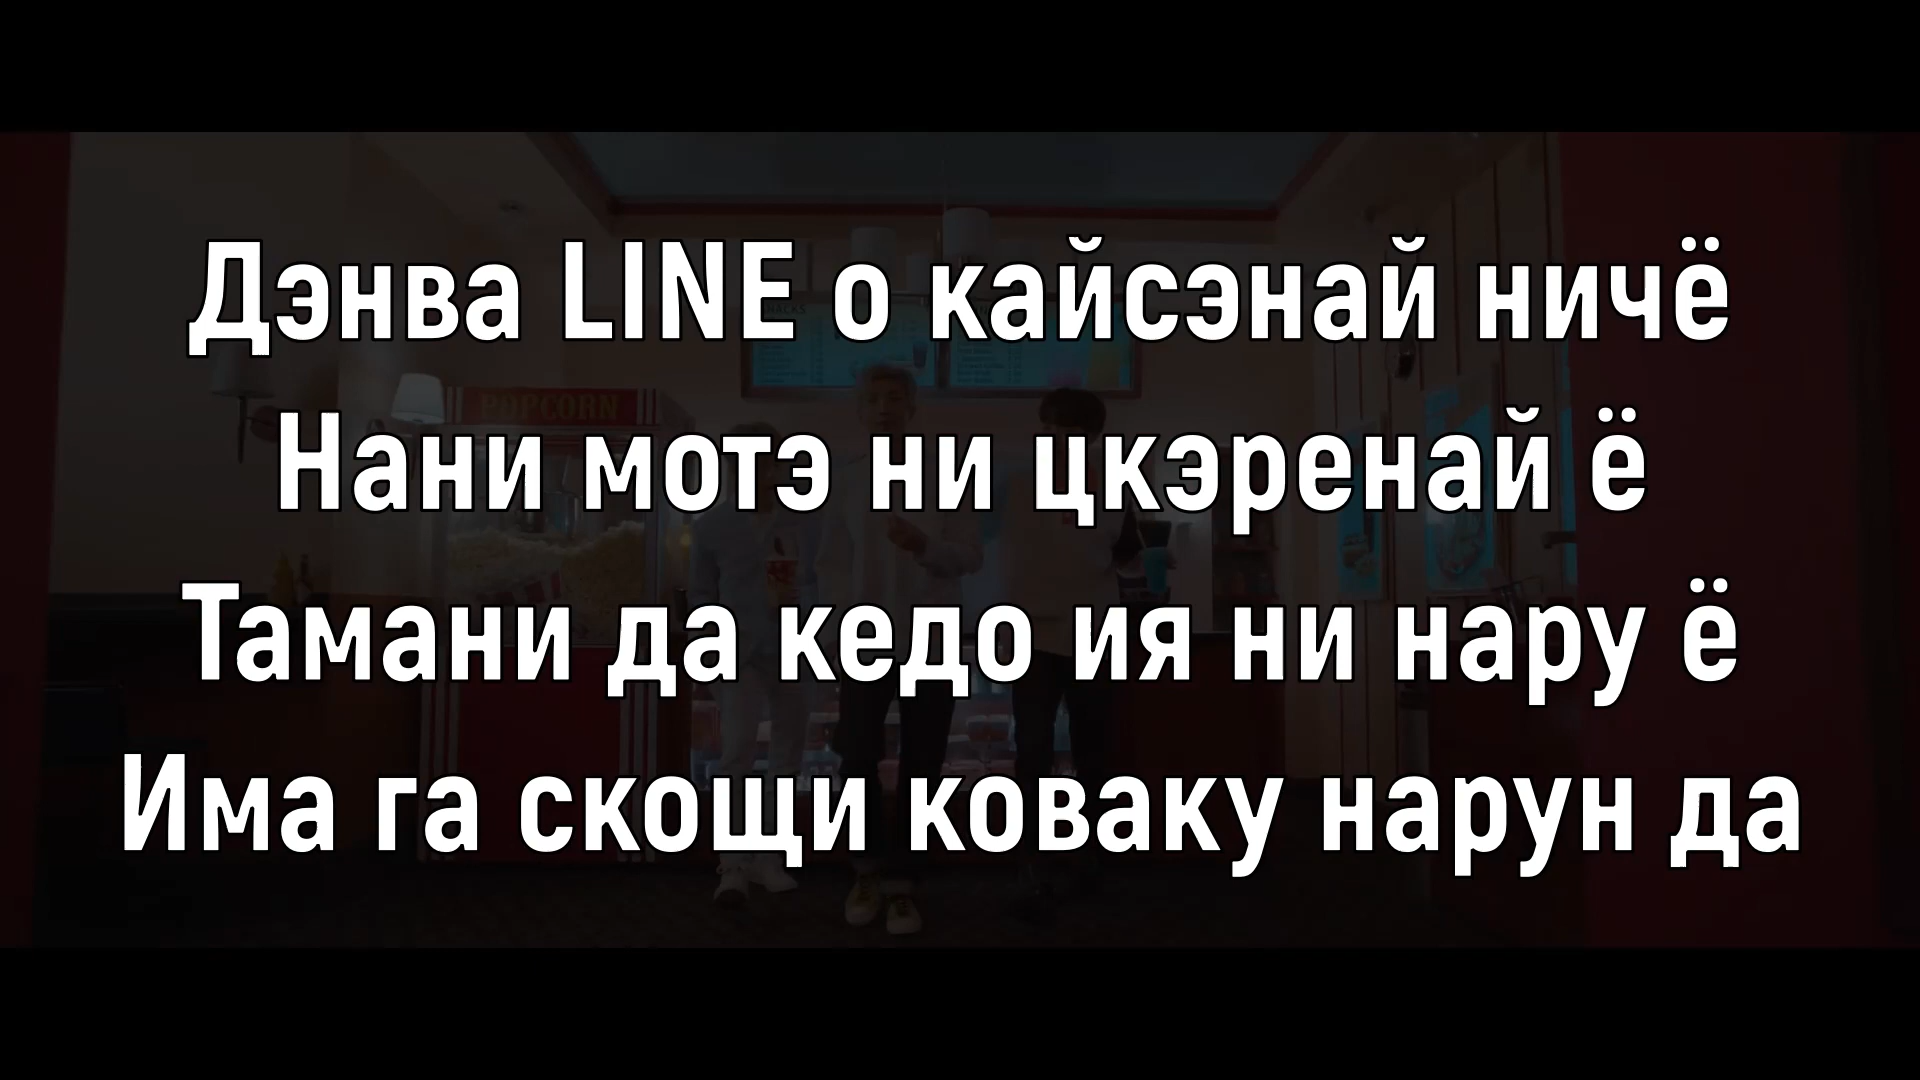 Дэнва LINE о кайсэнай ничё
POPCORN
Нани мотэ ни цкэренай ё
Тамани да кедо ия ни нару ё
Има га скощи коваку нарун да